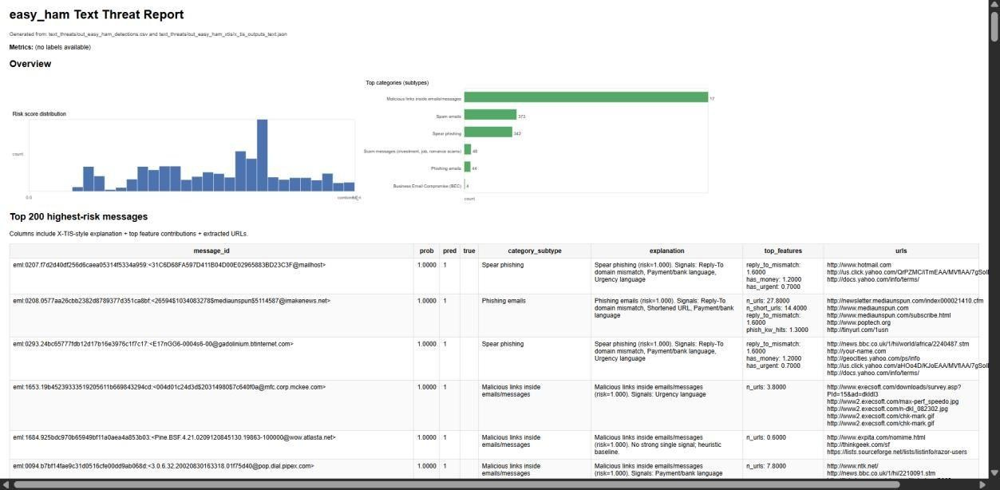 easy_ham Text Threat Report
Generated from: text_threats/out_easy_ham_detections.csv and text_threats/out_easy_ham_xtis/x_tis_outputs_text.json
Metrics: (no labels available)
Overview
Top categories (subtypes)
Malicious links inside emails/messages 17
Spam emails 373
Spear phishing 342
Scam messages (investment, job, romance scams) 48
Phishing emails 44
Business Email Compromise (BEC) 4
count
Risk score distribution
count
0.0
Top 200 highest-risk messages
Columns include X-TIS-style explanation + top feature contributions + extracted URLs.
message_id prob pred true category_subtype explanation top_features urls
eml:0207.f7d2d40df256d6caea05314f5334a959:<31C6D68FA597D411B04D00E02965883BD23C3F@mailhost> 1.0000 1 Spear phishing Spear phishing (risk=1.000). Signals: Reply-To reply_to_mismatch: http://www.hotmail.com
domain mismatch, Payment/bank language, 1.6000 http://us.click.yahoo.com/QrPZMC/iTmEAA/MVfIAA/7gSolB
Urgency language has_money: 1.2000 http://docs.yahoo.com/info/terms/
has_urgent: 0.7000
eml:0208.0577aa26cbb2382d8789377d351ca8bf:<26594$1034083278$mediaunspun$5114587@imakenews.net> 1.0000 1 Phishing emails Phishing emails (risk=1.000). Signals: Reply-To n_urls: 27.8000 http://newsletter.mediaunspun.com/index000021410.cfm
domain mismatch, Shortened URL, Payment/bank n_short_urls: 14.4000 http://www.mediaunspun.com
language reply_to_mismatch: http://www.mediaunspun.com/subscribe.html
1.6000 http://www.poptech.org
phish_kw_hits: 1.3000 http://tinyurl.com/1usn
eml:0293.24bc65777fdb12d17b16e3976c1f7c17:<E17nGG6-0004s6-00@gadolinium.btinternet.com> 1.0000 1 Spear phishing Spear phishing (risk=1.000). Signals: Reply-To reply_to_mismatch: http://news.bbc.co.uk/1/hi/world/africa/2240487.stm
domain mismatch, Payment/bank language, 1.6000 http://your-name.com
Urgency language has_money: 1.2000 http://geocities.yahoo.com/ps/info
has_urgent: 0.7000 http://us.click.yahoo.com/aHOo4D/KJoEAA/MVfIAA/7gSolB
http://docs.yahoo.com/info/terms/
eml:1653.19b45239333519205611b669843294cd:<004d01c24d3d$20314980$7c640f0a@mfc.corp.mckee.com> 1.0000 1 Malicious links inside Malicious links inside emails/messages n_urls: 3.8000 http://www.execsoft.com/downloads/survey.asp?
emails/messages (risk=1.000). Signals: Urgency language PId=15&ad=dkldl3
http://www2.execsoft.com/max-perf_speedo.jpg
http://www2.execsoft.com/n-dkl_082302.jpg
http://www2.execsoft.com/chk-mark.gif
http://www2.execsoft.com/chk-mark.gif
eml:1684.925bdc970b65949bf11a0aea4a853b03:<Pine.BSF.4.21.0209120845130.19863-100000@wow.atlasta.net> 1.0000 1 Malicious links inside Malicious links inside emails/messages n_urls: 0.6000 http://www.expita.com/nomime.html
emails/messages (risk=1.000). No strong single signal; heuristic http://thinkgeek.com/sf
baseline. https://lists.sourceforge.net/lists/listinfo/razor-users
eml:0094.b7bf14fae9c31d0516cfe00dd9ab068d:<3.0.6.32.20020830163318.01f75d40@pop.dial.pipex.com> 1.0000 1 Malicious links inside Malicious links inside emails/messages n_urls: 7.8000 http://www.ntk.net/
emails/messages (risk=1.000). Signals: Payment/bank language http://news.bbc.co.uk/1/hi/2210091.stm